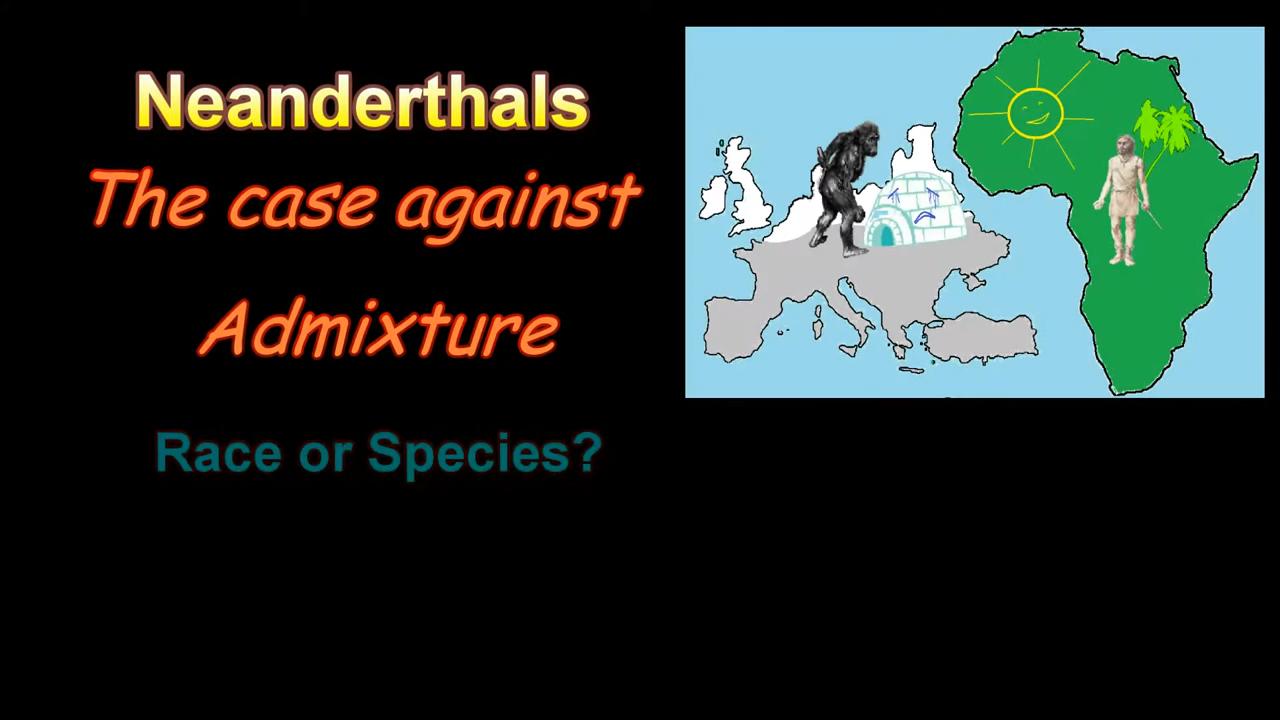 Neanderthals
The case against
Admixture
Race or Species?